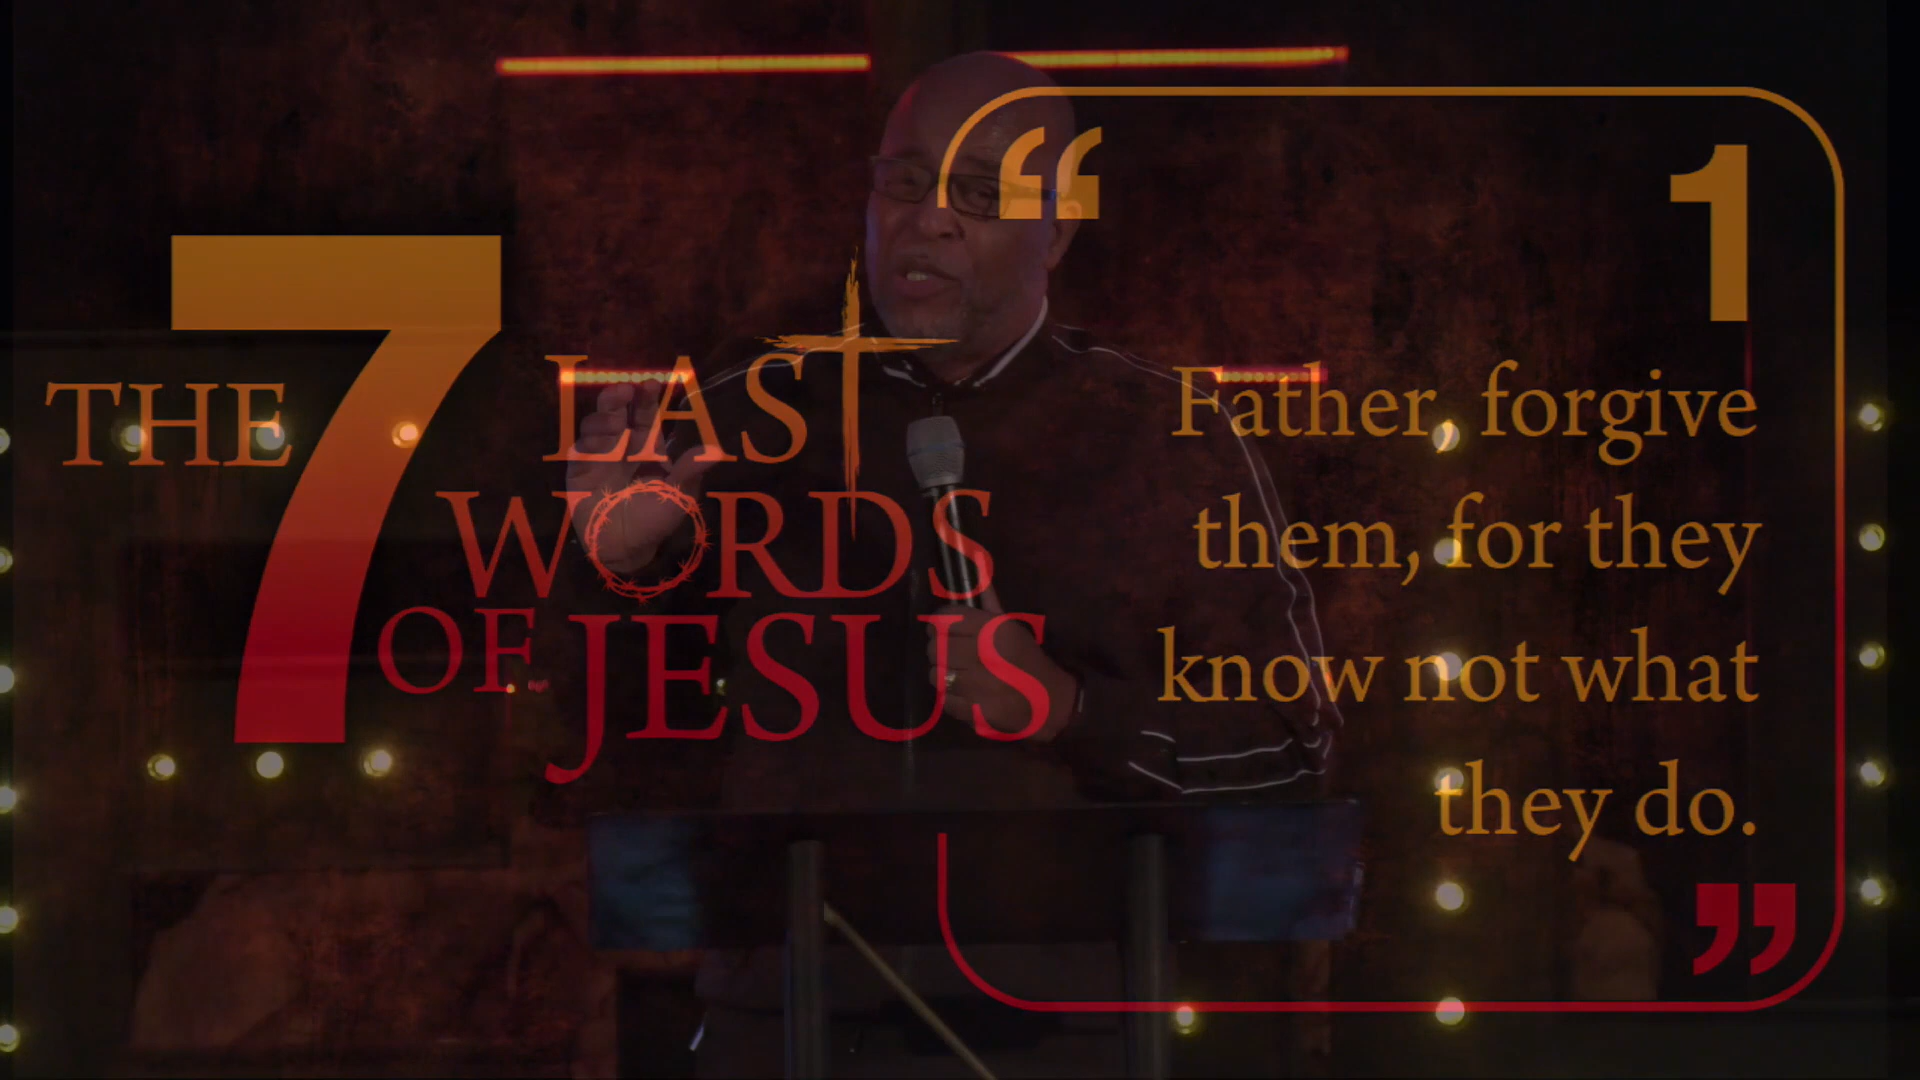 THE 7 LAST
WORDS
OF JESUS
“
1
Father, forgive
them, for they
know not what
they do.
”